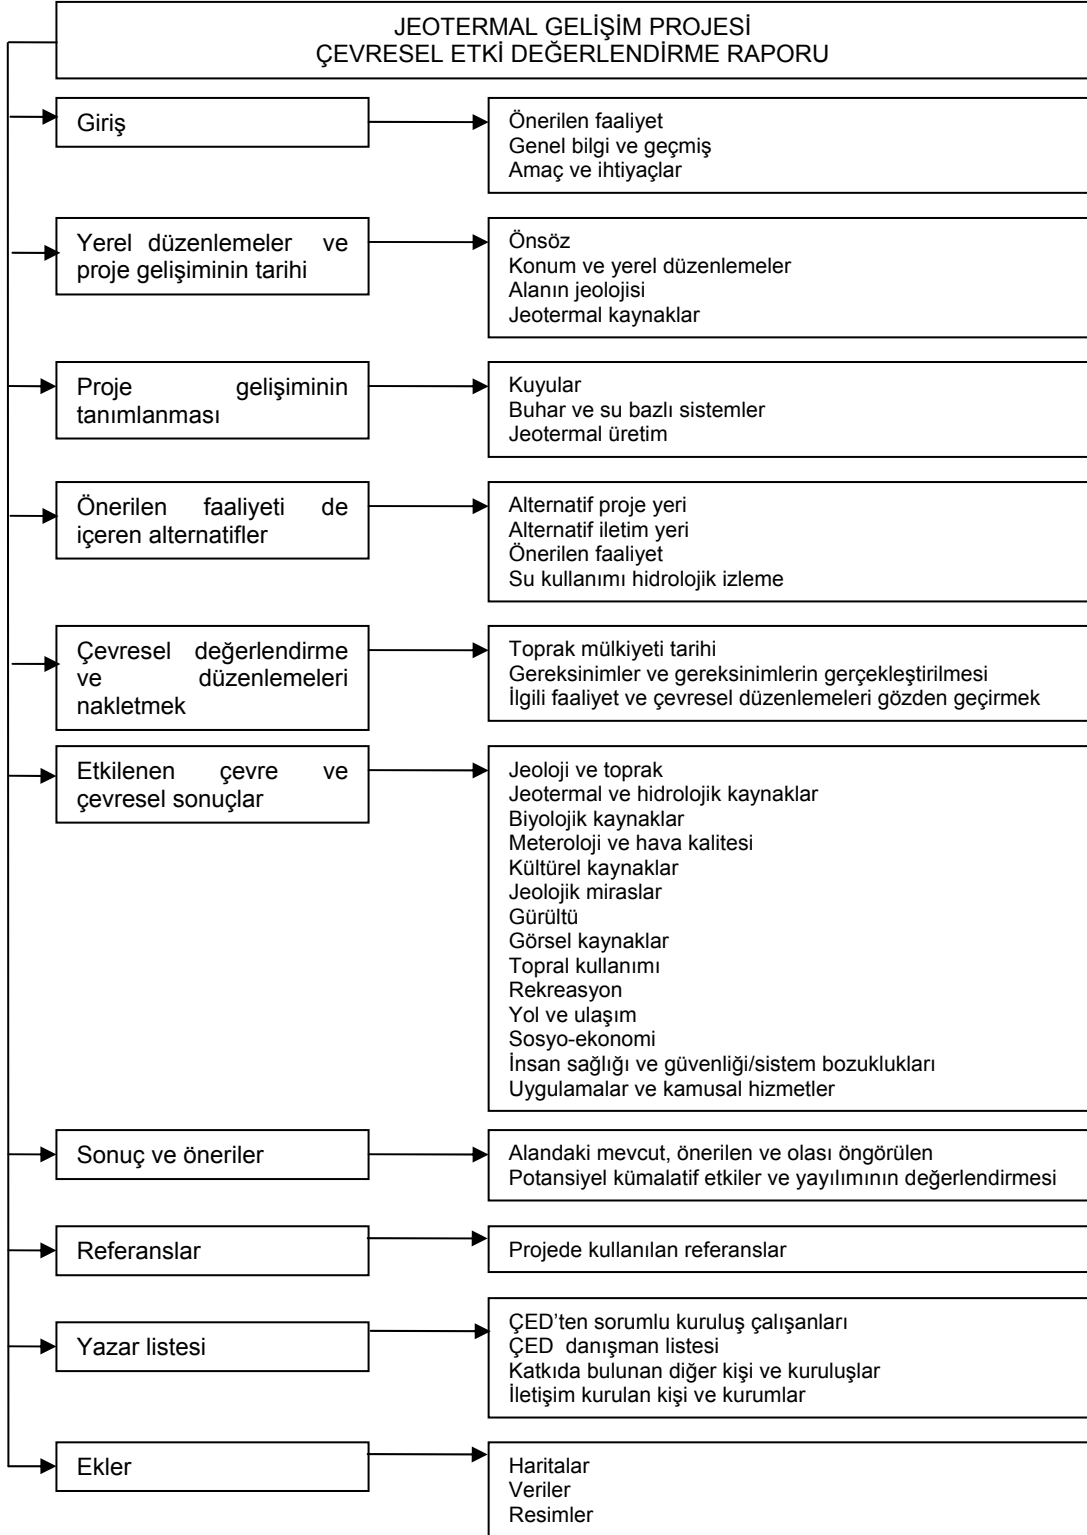 JEOTERMAL GELİŞİM PROJESİ
ÇEVRESEL ETKİ DEĞERLENDİRME RAPORU
Giriş
Önerilen faaliyet
Genel bilgi ve geçmiş
Amaç ve ihtiyaçlar
Yerel düzenlemeler ve
proje gelişiminin tarihi
Önsöz
Konum ve yerel düzenlemeler
Alanın jeolojisi
Jeotermal kaynaklar
Proje gelişiminin
tanımlanması
Kuyular
Buhar ve su bazlı sistemler
Jeotermal üretim
Önerilen faaliyeti de
içeren alternatifler
Alternatif proje yeri
Alternatif iletim yeri
Önerilen faaliyet
Su kullanımı hidrolojik izleme
Çevresel değerlendirme
ve düzenlemeleri
nakletmek
Toprak mülkiyeti tarihi
Gereksinimler ve gereksinimlerin gerçekleştirilmesi
İlgili faaliyet ve çevresel düzenlemeleri gözden geçirmek
Etkilenen çevre ve
çevresel sonuçlar
Jeoloji ve toprak
Jeotermal ve hidrolojik kaynaklar
Biyolojik kaynaklar
Meteroloji ve hava kalitesi
Kültürel kaynaklar
Jeolojik miraslar
Gürültü
Görsel kaynaklar
Topral kullanımı
Rekreasyon
Yol ve ulaşım
Sosyo-ekonomi
İnsan sağlığı ve güvenliği/sistem bozuklukları
Uygulamalar ve kamusal hizmetler
Sonuç ve öneriler
Alandaki mevcut, önerilen ve olası öngörülen
Potansiyel kümalatif etkiler ve yayılımının değerlendirmesi
Referanslar
Projede kullanılan referanslar
Yazar listesi
ÇED’ten sorumlu kuruluş çalışanları
ÇED danışman listesi
Katkıda bulunan diğer kişi ve kuruluşlar
İletişim kurulan kişi ve kurumlar
Ekler
Haritalar
Veriler
Resimler